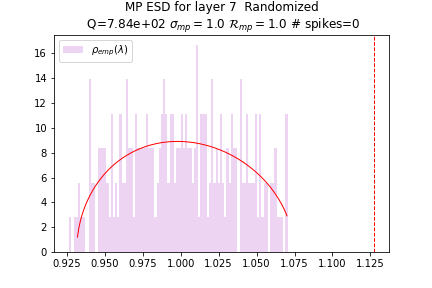 MP ESD for layer 7  Randomized
Q=7.84e+02 σmp = 1.0 ℛmp = 1.0 # spikes=0
ρemp(λ)
16
14
12
10
8
6
4
2
0
0.925 0.950 0.975 1.000 1.025 1.050 1.075 1.100 1.125